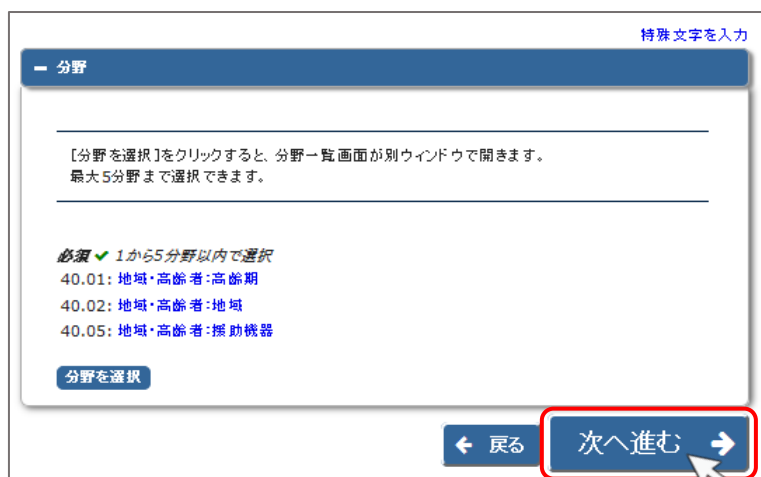 特殊文字を入力
分野
[分野を選択]をクリックすると、分野一覧画面が別ウィンドウで開きます。
最大5分野まで選択できます。
必須 ✔ 1から5分野以内で選択
40.01: 地域・高齢者:高齢期
40.02: 地域・高齢者:地域
40.05: 地域・高齢者:援助機器
分野を選択
← 戻る 次へ進む →